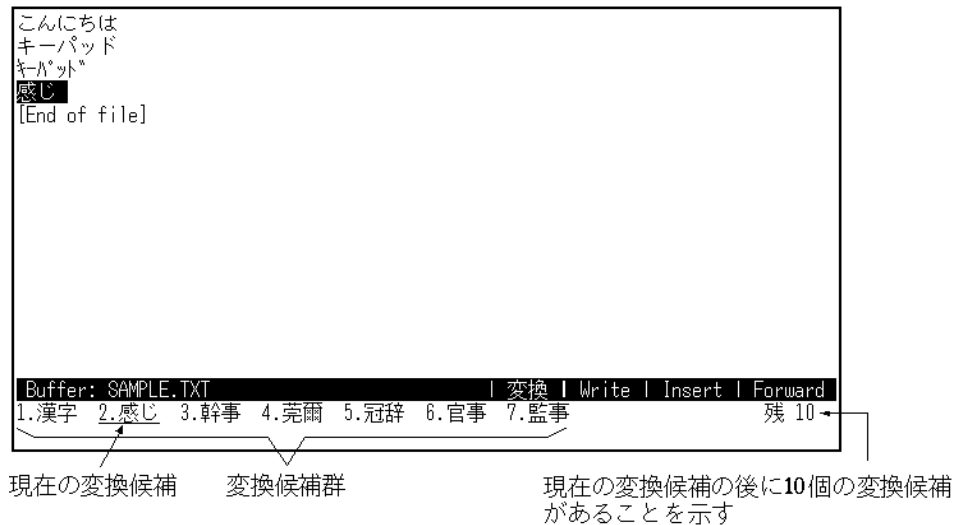 こんにちは
キーパッド
ｷｰﾊﾟｯﾄﾞ
感じ
[End of file]
Buffer: SAMPLE.TXT | 変換 | Write | Insert | Forward
1.漢字 2.感じ 3.幹事 4.莞爾 5.冠辞 6.官事 7.監事 残 10
現在の変換候補 変換候補群 現在の変換候補の後に10個の変換候補
があることを示す